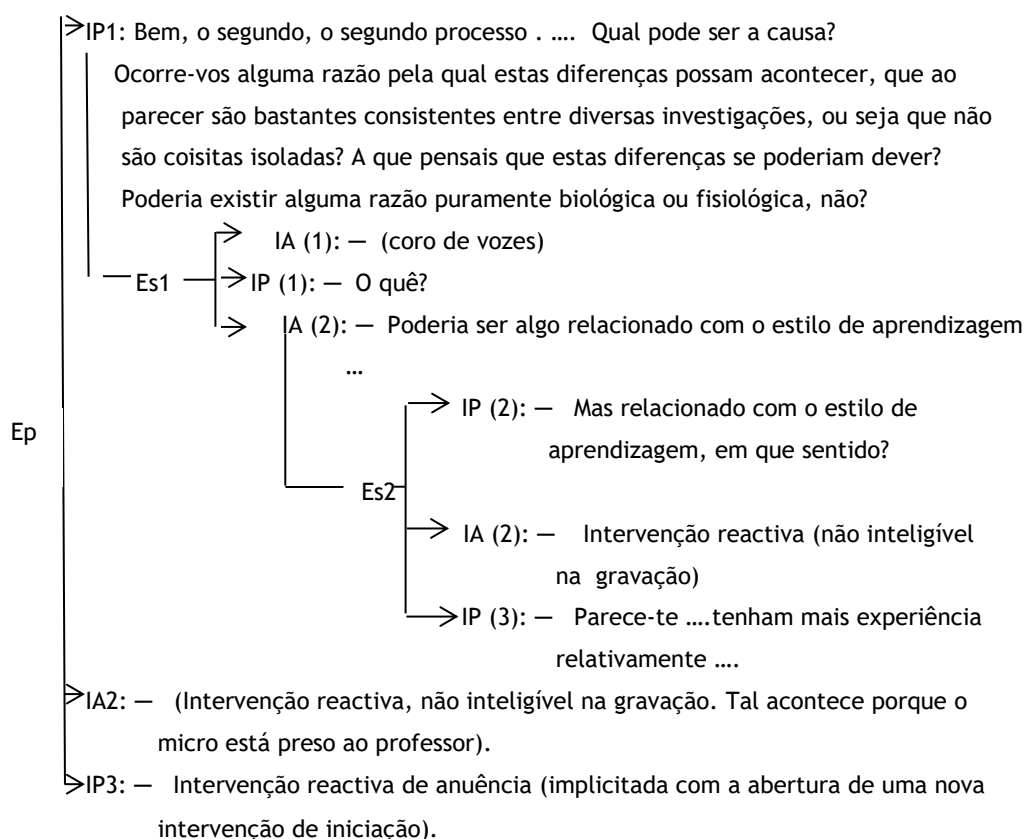 IP1: Bem, o segundo, o segundo processo . …. Qual pode ser a causa?
Ocorre-vos alguma razão pela qual estas diferenças possam acontecer, que ao
parecer são bastantes consistentes entre diversas investigações, ou seja que não
são coisitas isoladas? A que pensais que estas diferenças se poderiam dever?
Poderia existir alguma razão puramente biológica ou fisiológica, não?
IA (1): — (coro de vozes)
Es1
IP (1): — O quê?
IA (2): — Poderia ser algo relacionado com o estilo de aprendizagem
…
IP (2): — Mas relacionado com o estilo de
Ep
aprendizagem, em que sentido?
Es2
IA (2): — Intervenção reactiva (não inteligível
na gravação)
IP (3): — Parece-te ….tenham mais experiência
relativamente ….
IA2: — (Intervenção reactiva, não inteligível na gravação. Tal acontece porque o
micro está preso ao professor).
IP3: — Intervenção reactiva de anuência (implicitada com a abertura de uma nova
intervenção de iniciação).